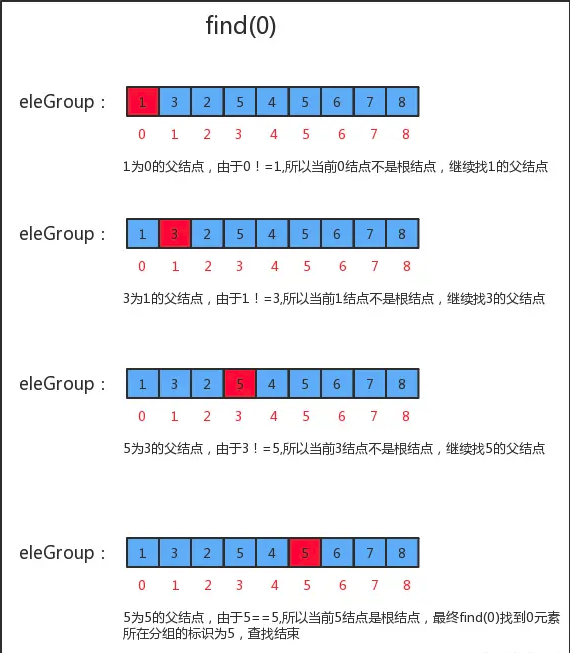 find(0)
eleGroup：
1 3 2 5 4 5 6 7 8
0 1 2 3 4 5 6 7 8
1为0的父结点，由于0！=1,所以当前0结点不是根结点，继续找1的父结点
eleGroup：
1 3 2 5 4 5 6 7 8
0 1 2 3 4 5 6 7 8
3为1的父结点，由于1！=3,所以当前1结点不是根结点，继续找3的父结点
eleGroup：
1 3 2 5 4 5 6 7 8
0 1 2 3 4 5 6 7 8
5为3的父结点，由于3！=5,所以当前3结点不是根结点，继续找5的父结点
eleGroup：
1 3 2 5 4 5 6 7 8
0 1 2 3 4 5 6 7 8
5为5的父结点，由于5==5,所以当前5结点是根结点，最终find(0)找到0元素
所在分组的标识为5，查找结束